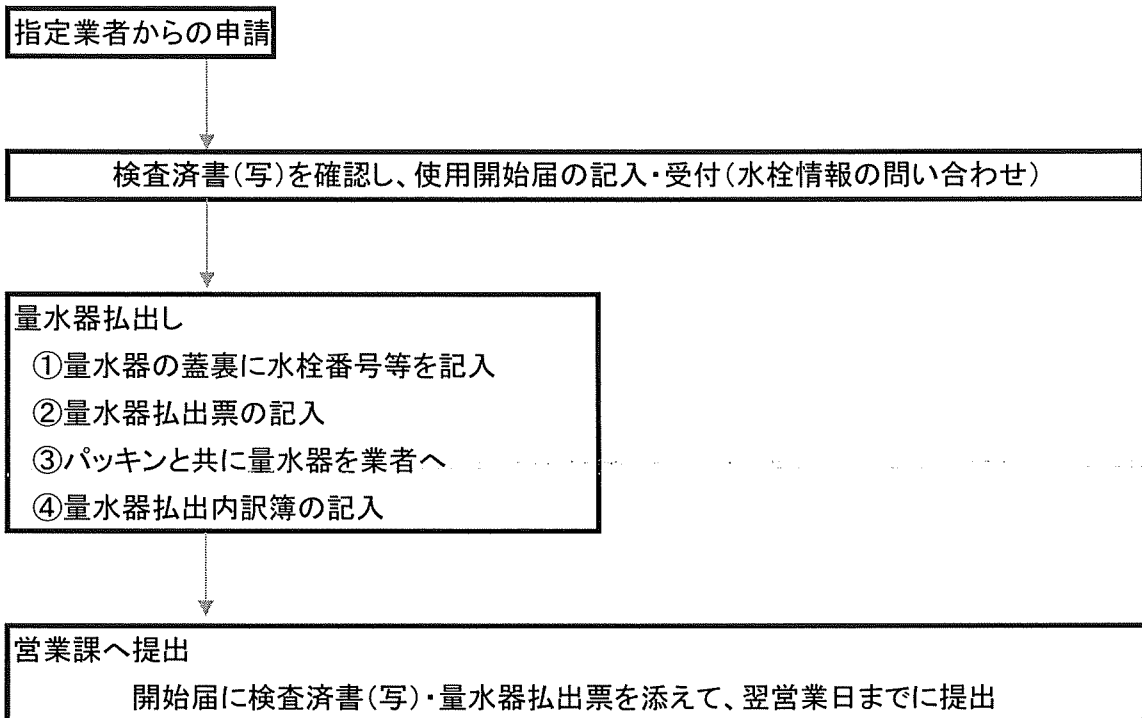 指定業者からの申請
検査済書(写)を確認し、使用開始届の記入・受付(水栓情報の問い合わせ)
量水器払出し
①量水器の蓋裏に水栓番号等を記入
②量水器払出票の記入
③パッキンと共に量水器を業者へ
④量水器払出内訳簿の記入
営業課へ提出
開始届に検査済書(写)・量水器払出票を添えて、翌営業日までに提出